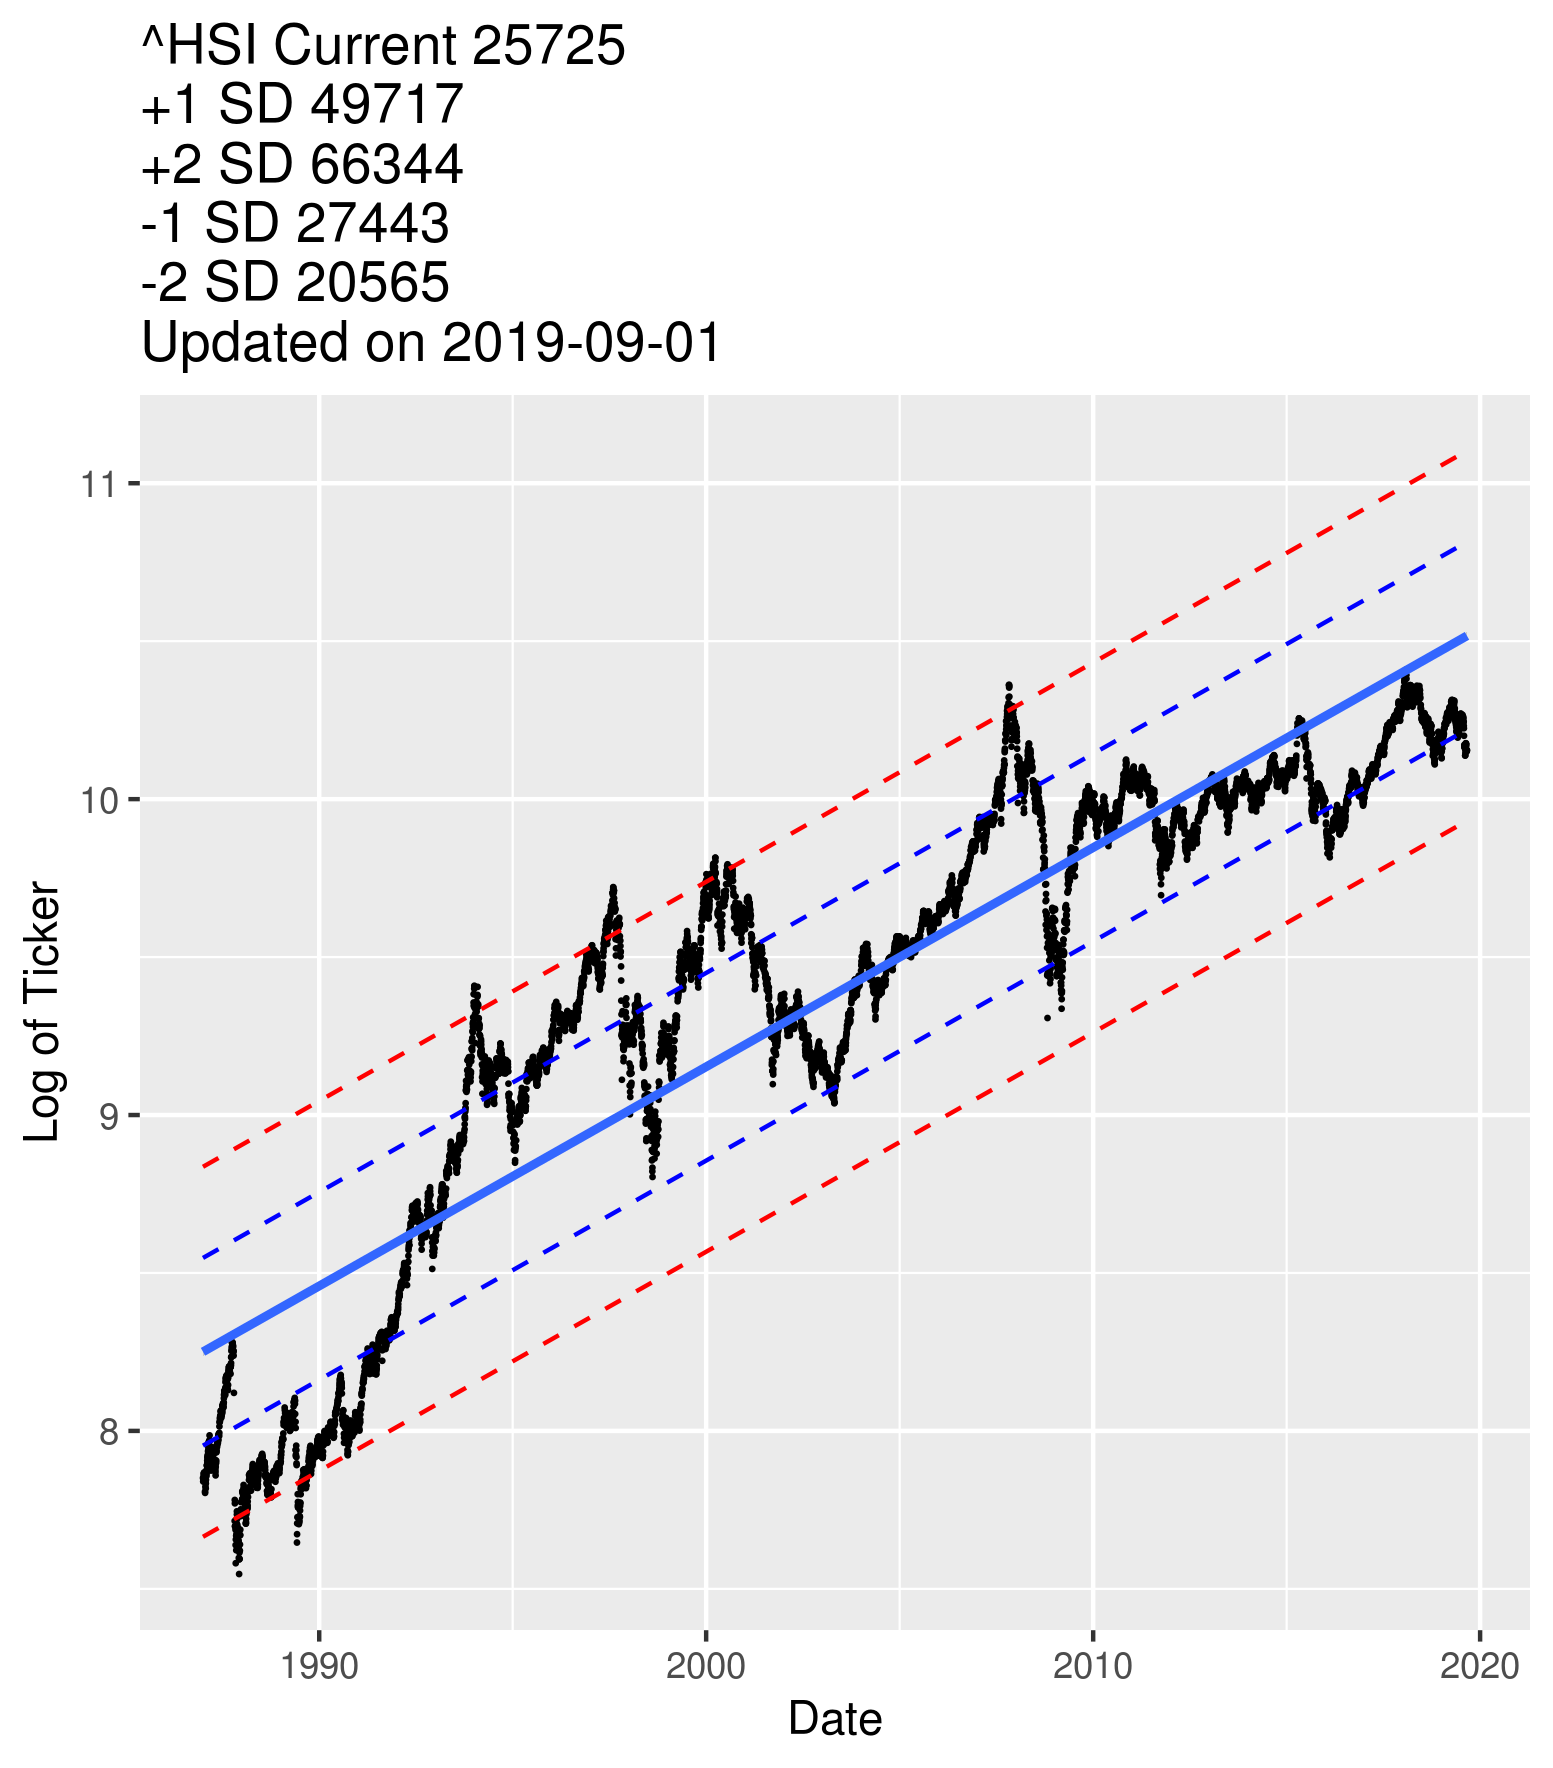 ^HSI Current 25725
+1 SD 49717
+2 SD 66344
-1 SD 27443
-2 SD 20565
Updated on 2019-09-01
11
10
9
8
Log of Ticker
1990
2000
2010
2020
Date